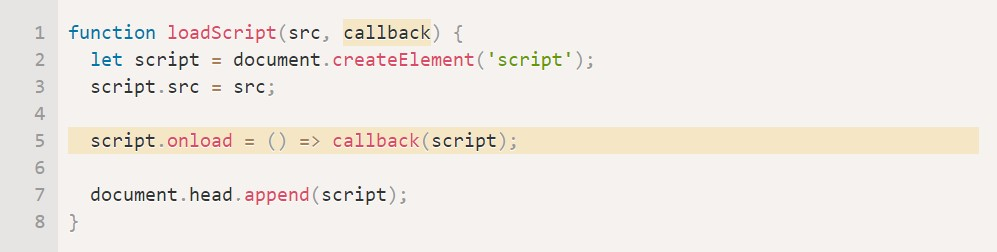 1 function loadScript(src, callback) {
2   let script = document.createElement('script');
3   script.src = src;
4
5   script.onload = () => callback(script);
6
7   document.head.append(script);
8 }